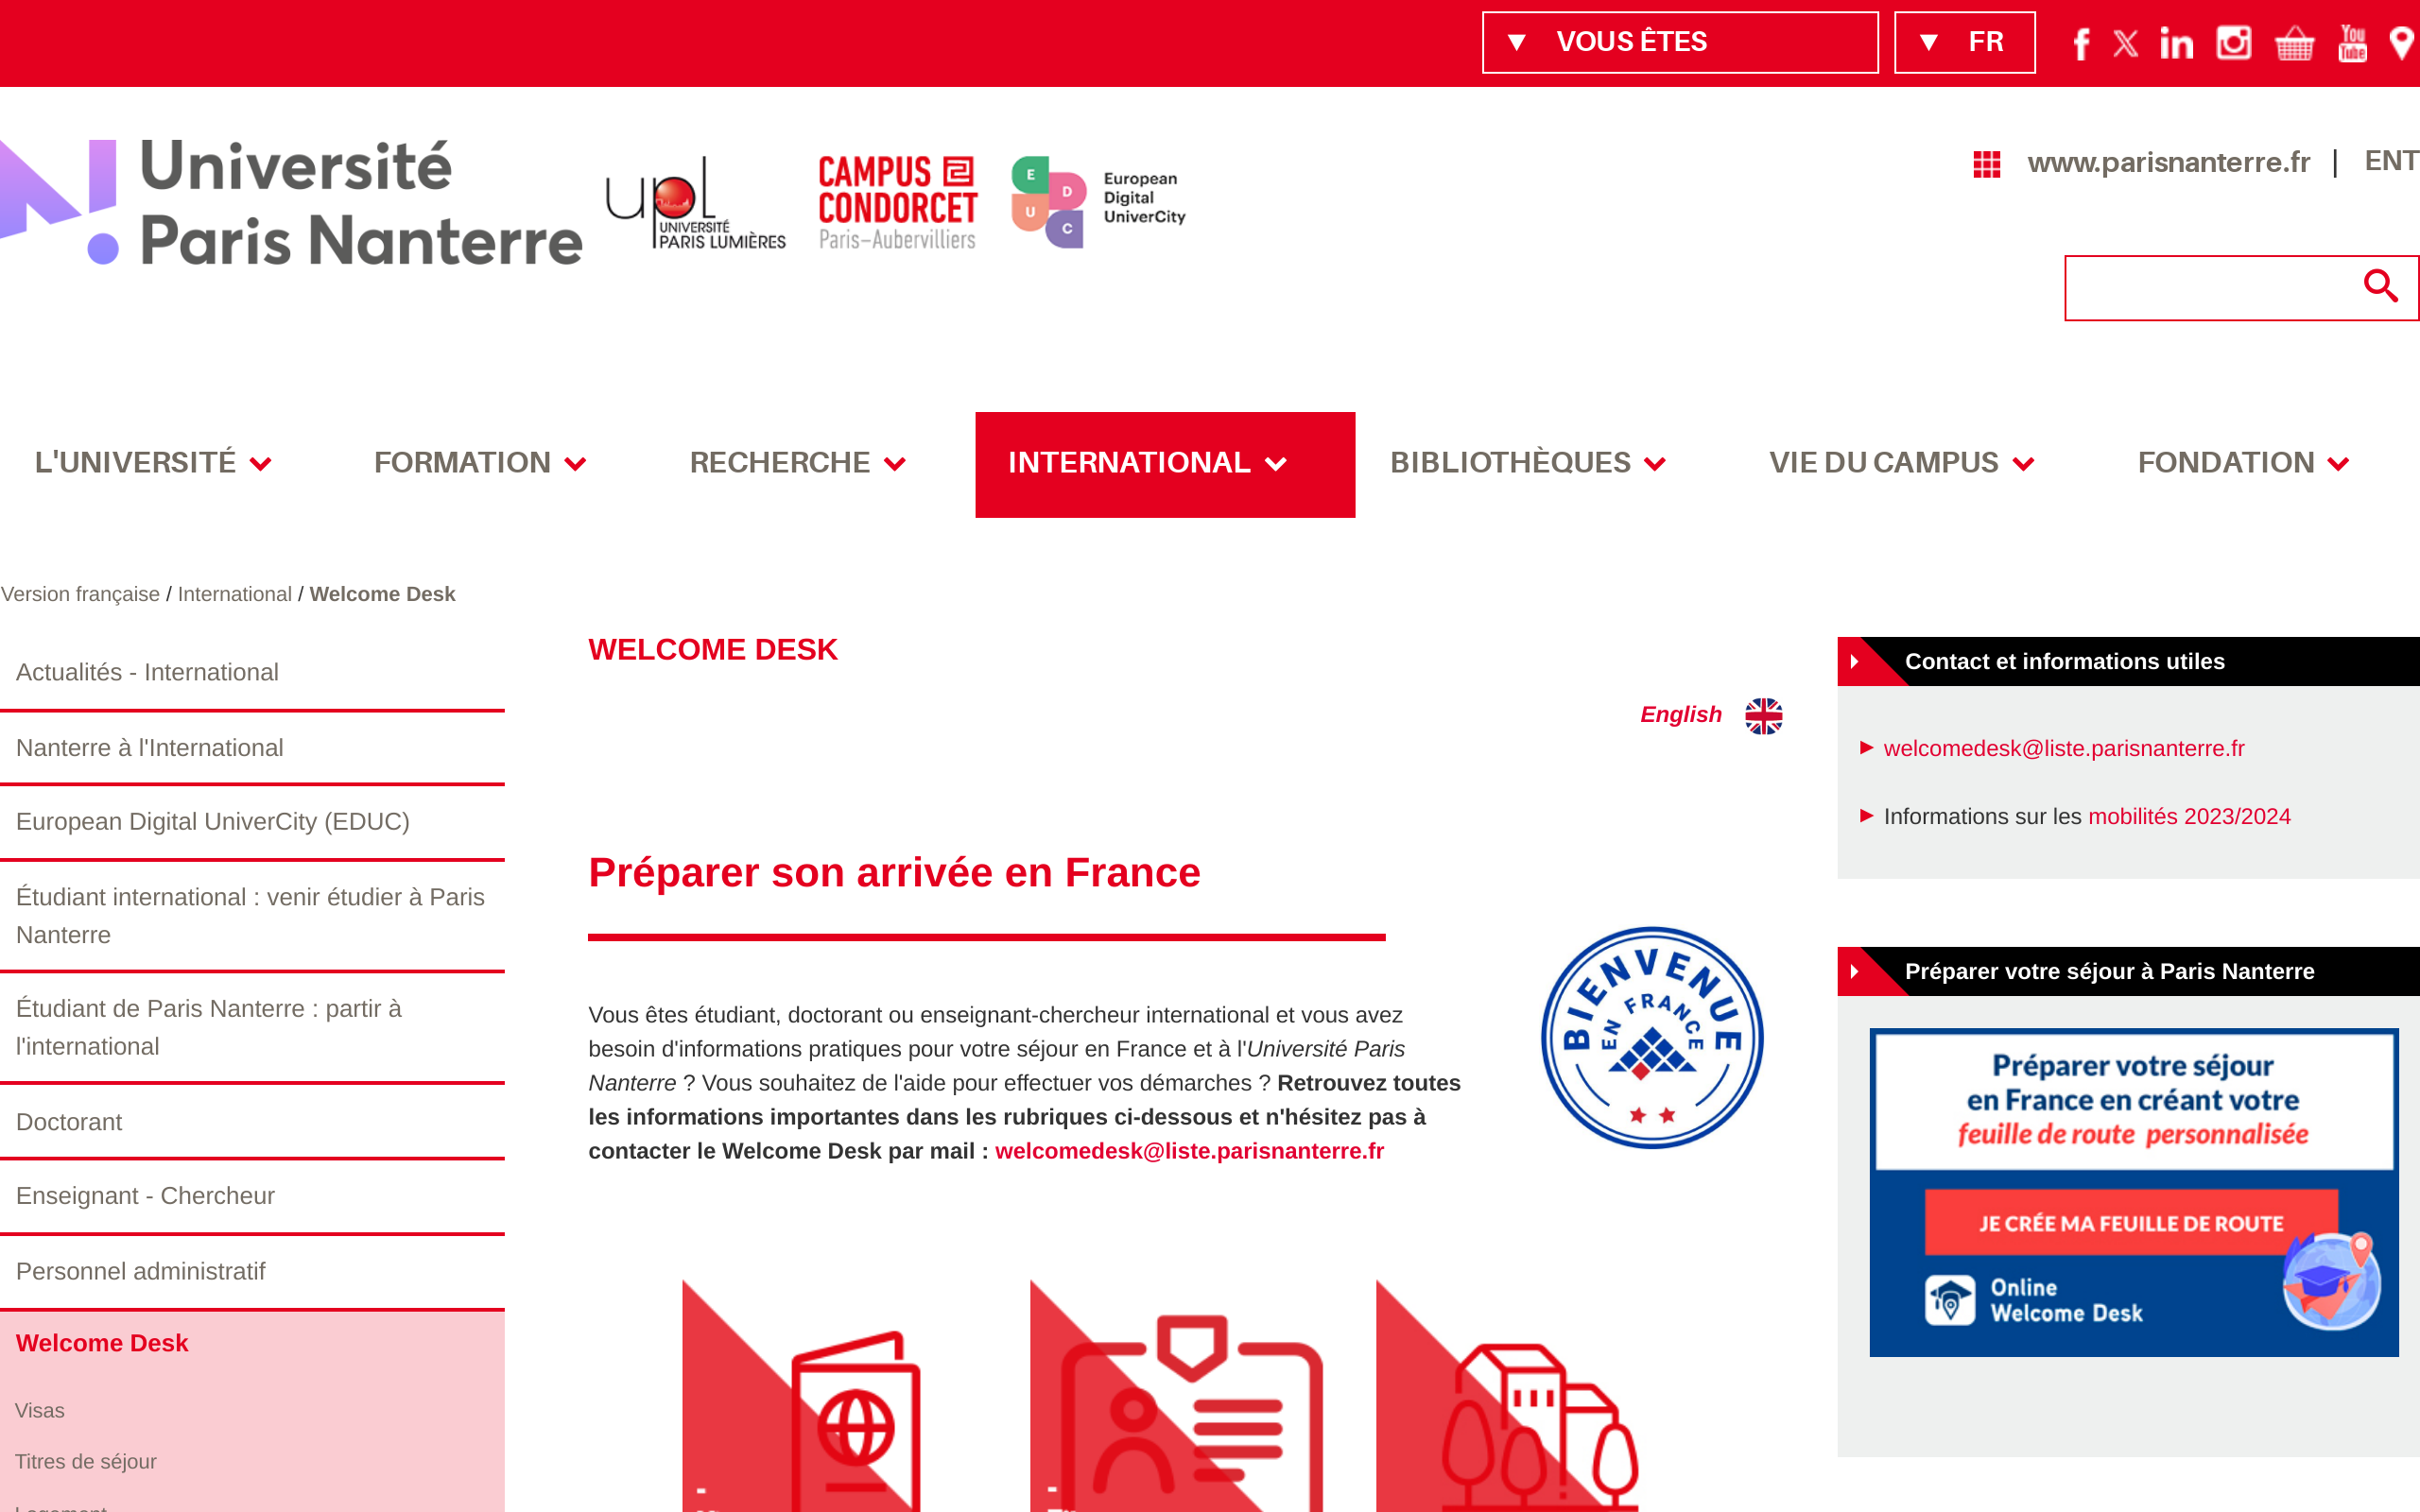 VOUS ÊTES
FR
You
Tube
Université
Paris Nanterre
upl
UNIVERSITÉ
PARIS LUMIÈRES
CAMPUS
CONDORCET
Paris–Aubervilliers
E
D
U
C
European
Digital
UniverCity
www.parisnanterre.fr | ENT
L'UNIVERSITÉ
FORMATION
RECHERCHE
INTERNATIONAL
BIBLIOTHÈQUES
VIE DU CAMPUS
FONDATION
Version française / International / Welcome Desk
Actualités - International
Nanterre à l'International
European Digital UniverCity (EDUC)
Étudiant international : venir étudier à Paris
Nanterre
Étudiant de Paris Nanterre : partir à
l'international
Doctorant
Enseignant - Chercheur
Personnel administratif
Welcome Desk
Visas
Titres de séjour
WELCOME DESK
English
Préparer son arrivée en France
Vous êtes étudiant, doctorant ou enseignant-chercheur international et vous avez
besoin d'informations pratiques pour votre séjour en France et à l'Université Paris
Nanterre ? Vous souhaitez de l'aide pour effectuer vos démarches ? Retrouvez toutes
les informations importantes dans les rubriques ci-dessous et n'hésitez pas à
contacter le Welcome Desk par mail : welcomedesk@liste.parisnanterre.fr
BIENVENUE
EN FRANCE
Contact et informations utiles
welcomedesk@liste.parisnanterre.fr
Informations sur les mobilités 2023/2024
Préparer votre séjour à Paris Nanterre
Préparer votre séjour
en France en créant votre
feuille de route personnalisée
JE CRÉE MA FEUILLE DE ROUTE
Online
Welcome Desk